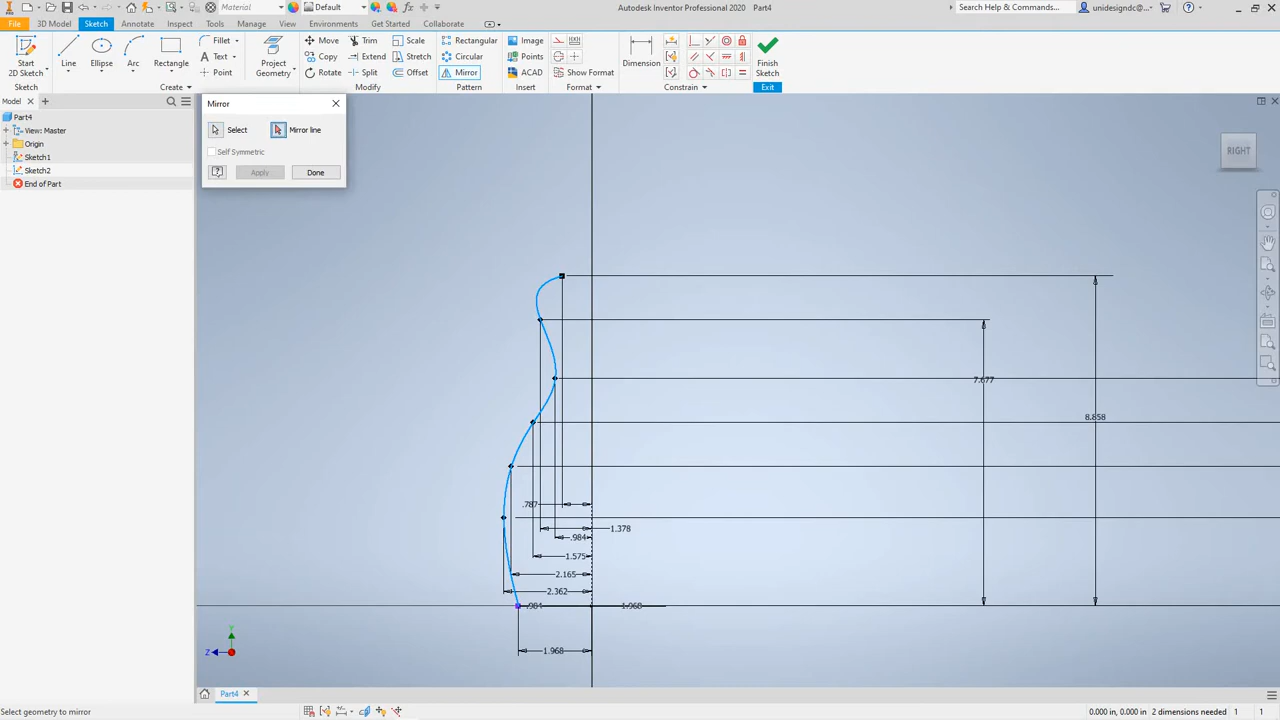 Material Default Autodesk Inventor Professional 2020 Part4 Search Help & Commands... unidesigndc@...
File 3D Model Sketch Annotate Inspect Tools Manage View Environments Get Started Collaborate
Start
2D Sketch
Line Ellipse Arc Rectangle
Fillet
Text
Point
Project
Geometry
Move Trim Scale
Copy Extend Stretch
Rotate Split Offset
Rectangular
Circular
Mirror
Image
Points
ACAD
Show Format
Dimension
Finish
Sketch
Create Modify Pattern Insert Format Constrain Exit
Model
Part4
View: Master
Origin
Sketch1
Sketch2
End of Part
Mirror
Select Mirror line
Self Symmetric
Apply Done
RIGHT
7.677
8.858
.787
1.378
.984
1.575
2.165
2.362
.984 1.968
1.968
Y
Z
Part4
Select geometry to mirror 0.000 in, 0.000 in 2 dimensions needed 1 1